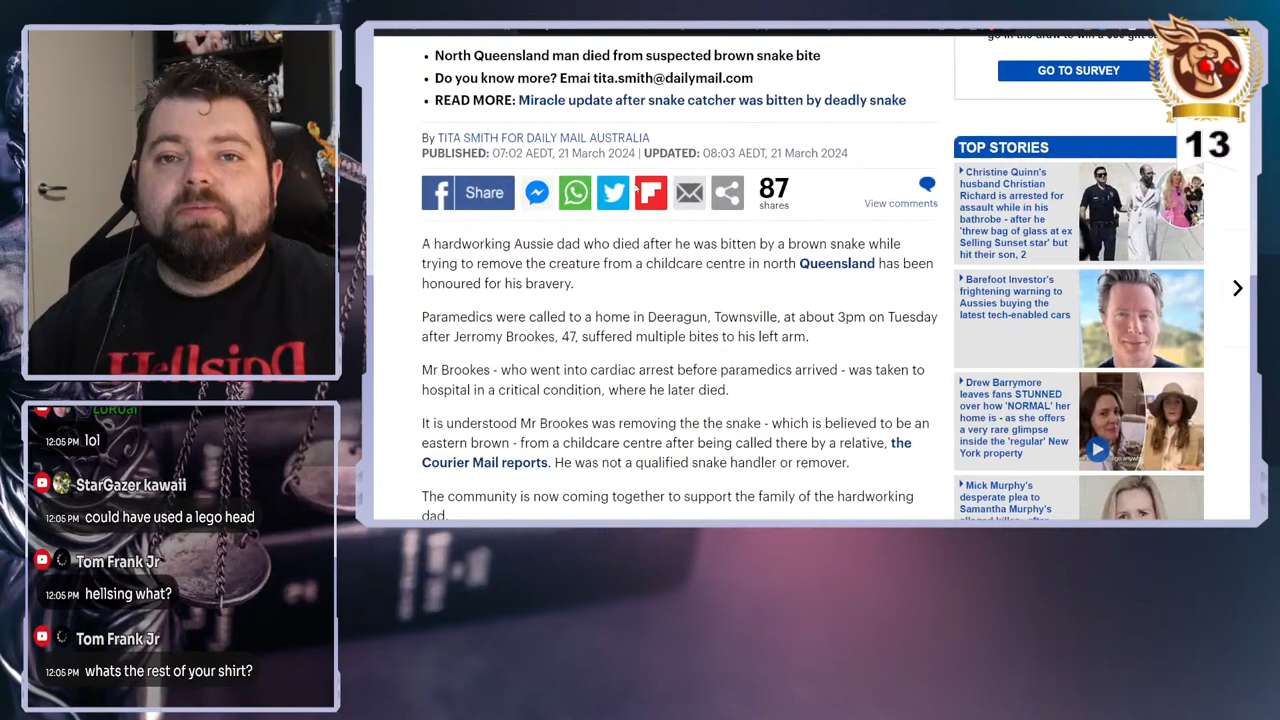 North Queensland man died from suspected brown snake bite
Do you know more? Emai tita.smith@dailymail.com
READ MORE: Miracle update after snake catcher was bitten by deadly snake
By TITA SMITH FOR DAILY MAIL AUSTRALIA
PUBLISHED: 07:02 AEDT, 21 March 2024 | UPDATED: 08:03 AEDT, 21 March 2024
f Share
87
shares
View comments
A hardworking Aussie dad who died after he was bitten by a brown snake while
trying to remove the creature from a childcare centre in north Queensland has been
honoured for his bravery.
Paramedics were called to a home in Deeragun, Townsville, at about 3pm on Tuesday
after Jerromy Brookes, 47, suffered multiple bites to his left arm.
Mr Brookes - who went into cardiac arrest before paramedics arrived - was taken to
hospital in a critical condition, where he later died.
It is understood Mr Brookes was removing the the snake - which is believed to be an
eastern brown - from a childcare centre after being called there by a relative, the
Courier Mail reports. He was not a qualified snake handler or remover.
The community is now coming together to support the family of the hardworking
dad.
GO TO SURVEY
13
TOP STORIES
Christine Quinn's
husband Christian
Richard is arrested for
assault while in his
bathrobe - after he
'threw bag of glass at ex
Selling Sunset star' but
hit their son, 2
Barefoot Investor's
frightening warning to
Aussies buying the
latest tech-enabled cars
Drew Barrymore
leaves fans STUNNED
over how 'NORMAL' her
home is - as she offers
a very rare glimpse
inside the 'regular' New
York property
Mick Murphy's
desperate plea to
Samantha Murphy's
Hellsing
LoRoar
12:05 PM lol
StarGazer kawaii
12:05 PM could have used a lego head
Tom Frank Jr
12:05 PM hellsing what?
Tom Frank Jr
12:05 PM whats the rest of your shirt?